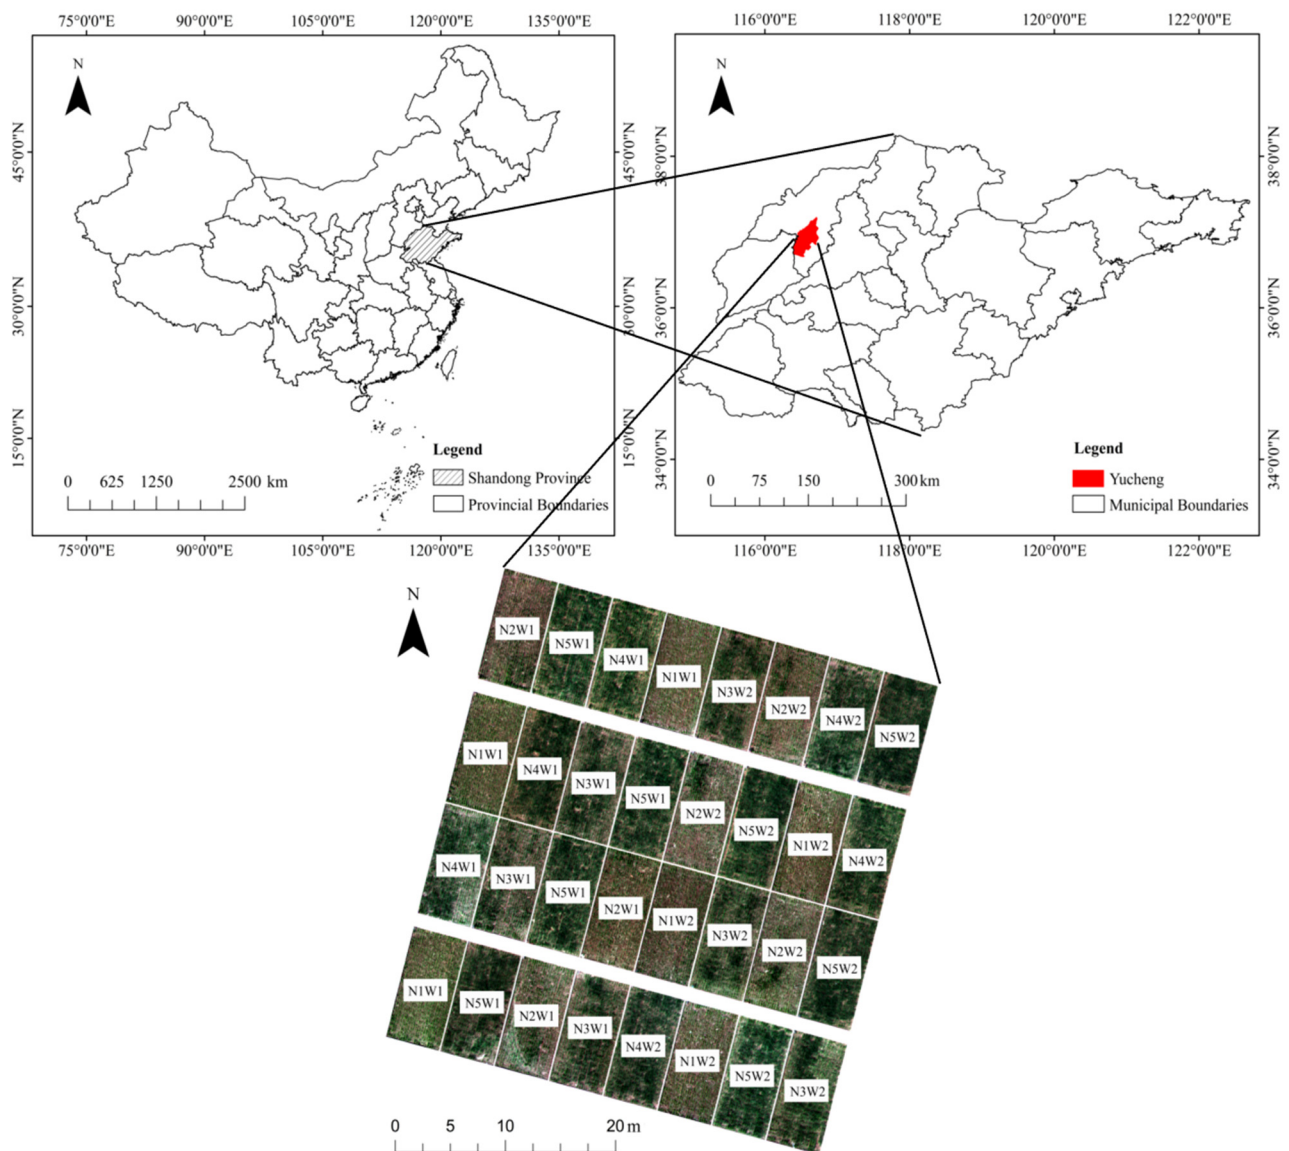 75°0'0"E 90°0'0"E 105°0'0"E 120°0'0"E 135°0'0"E
116°0'0"E 118°0'0"E 120°0'0"E 122°0'0"E
N
N
45°0'0"N
30°0'0"N
15°0'0"N
45°0'0"N
30°0'0"N
15°0'0"N
38°0'0"N
36°0'0"N
34°0'0"N
38°0'0"N
36°0'0"N
34°0'0"N
Legend
Shandong Province
Provincial Boundaries
0 625 1250 2500 km
Legend
Yucheng
Municipal Boundaries
0 75 150 300 km
75°0'0"E 90°0'0"E 105°0'0"E 120°0'0"E 135°0'0"E
116°0'0"E 118°0'0"E 120°0'0"E 122°0'0"E
N
N2W1 N5W1 N4W1 N1W1 N3W2 N2W2 N4W2 N5W2
N1W1 N4W1 N3W1 N5W1 N2W2 N5W2 N1W2 N4W2
N4W1 N3W1 N5W1 N2W1 N1W2 N3W2 N2W2 N5W2
N1W1 N5W1 N2W1 N3W1 N4W2 N1W2 N5W2 N3W2
0 5 10 20 m